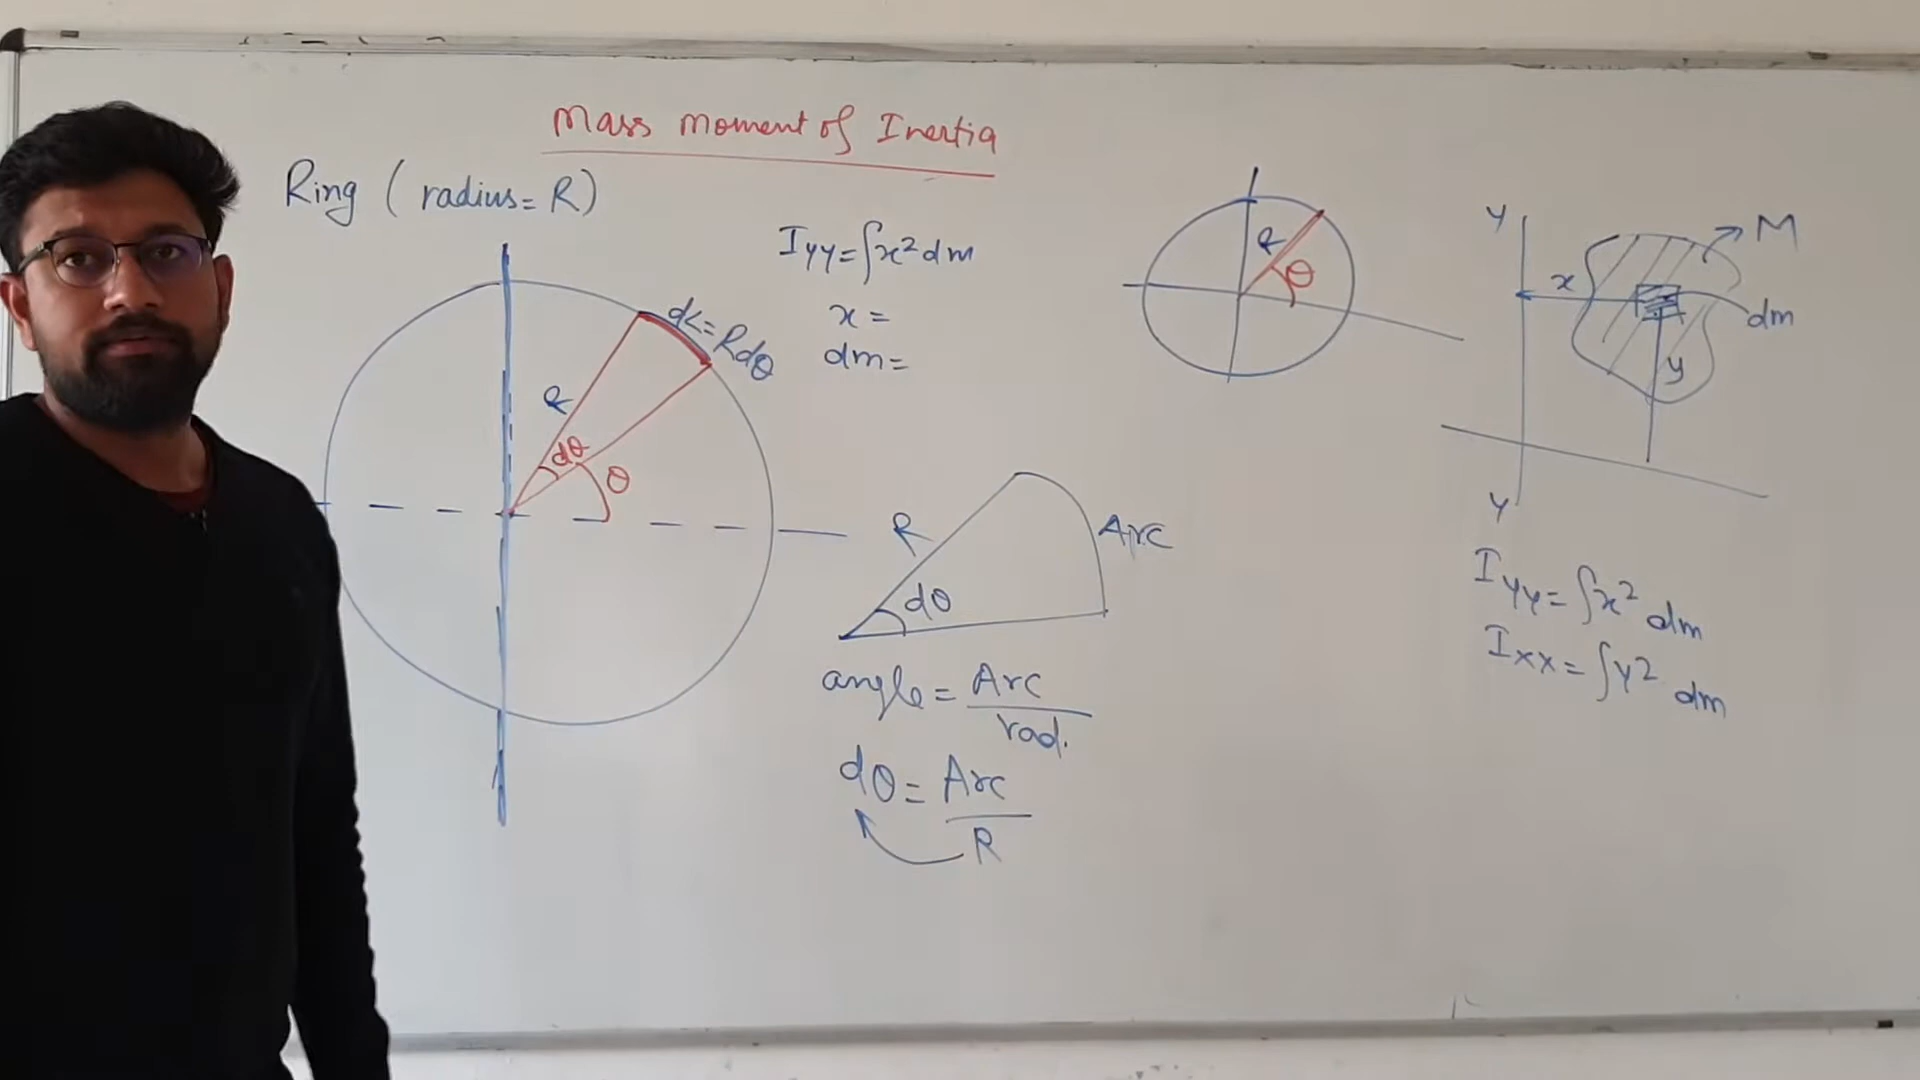 Mass moment of Inertia
Ring ( radius = R )
dL = Rdθ
R
dθ
θ
Iyy = ∫x² dm
x =
dm =
R
dθ
Arc
angle = Arc / rad.
dθ = Arc / R
R
θ
Y
M
x
dm
y
Y
Iyy = ∫x² dm
Ixx = ∫y² dm